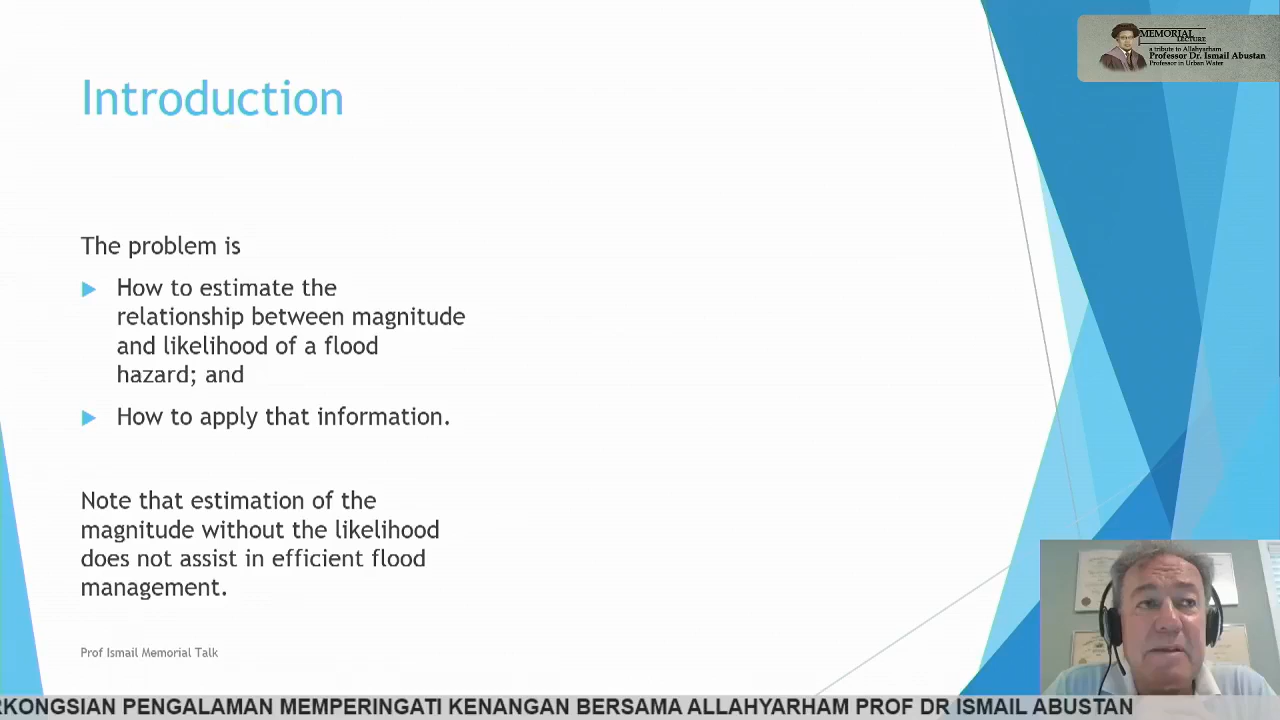 MEMORIAL
LECTURE
a tribute to Allahyarham
Professor Dr. Ismail Abustan
Professor in Urban Water
Introduction
The problem is
How to estimate the
relationship between magnitude
and likelihood of a flood
hazard; and
How to apply that information.
Note that estimation of the
magnitude without the likelihood
does not assist in efficient flood
management.
Prof Ismail Memorial Talk
RKONGSIAN PENGALAMAN MEMPERINGATI KENANGAN BERSAMA ALLAHYARHAM PROF DR ISMAIL ABUSTAN